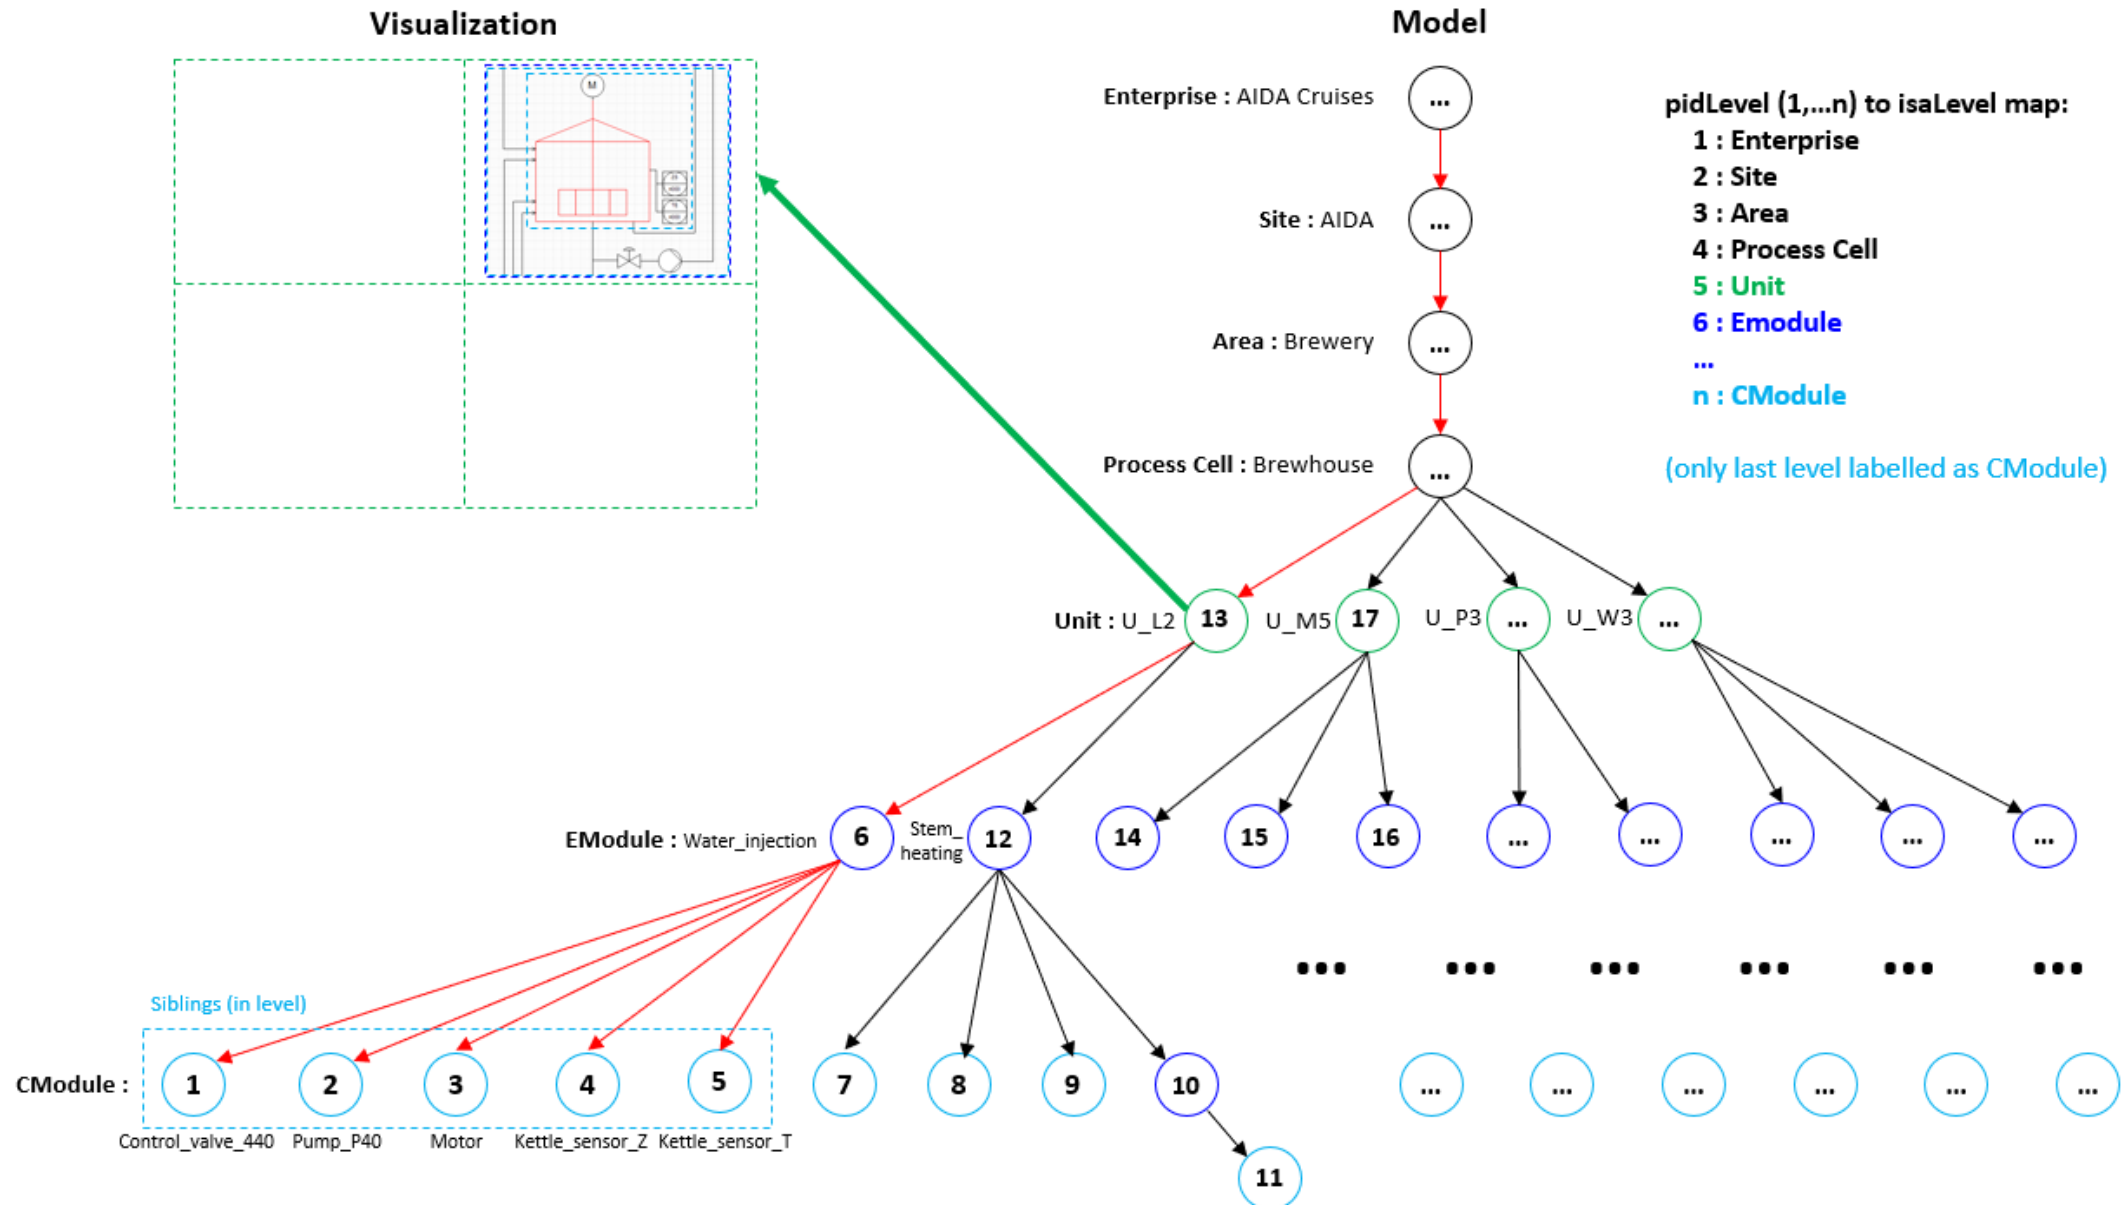 Visualization
Model
M
Enterprise : AIDA Cruises
...
Site : AIDA
...
Area : Brewery
...
Process Cell : Brewhouse
...
pidLevel (1,...n) to isaLevel map:
1 : Enterprise
2 : Site
3 : Area
4 : Process Cell
5 : Unit
6 : Emodule
...
n : CModule
(only last level labelled as CModule)
Unit : U_L2
13
U_M5
17
U_P3
...
U_W3
...
EModule : Water_injection
6
Stem_
heating
12
14
15
16
...
...
...
...
...
... ... ... ... ... ...
Siblings (in level)
CModule :
1
2
3
4
5
7
8
9
10
...
...
...
...
...
...
Control_valve_440
Pump_P40
Motor
Kettle_sensor_Z
Kettle_sensor_T
11